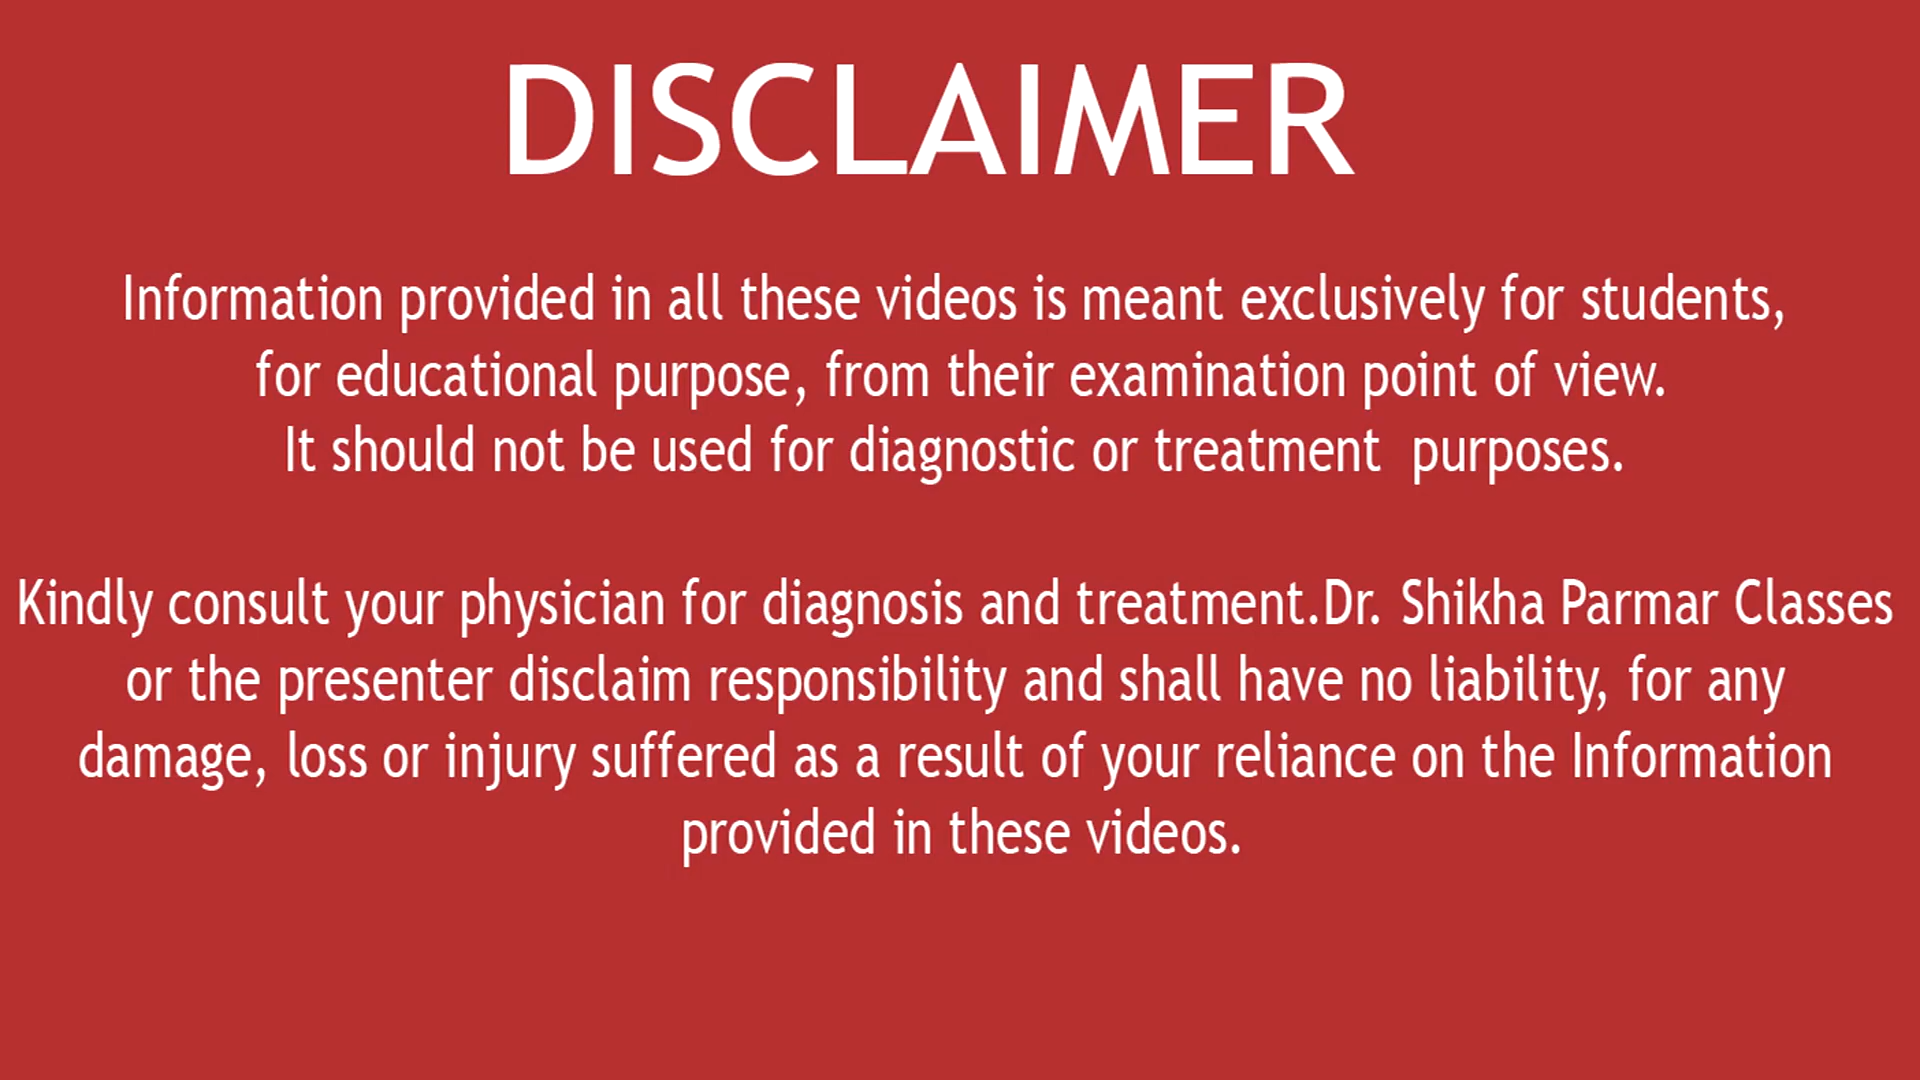 DISCLAIMER
Information provided in all these videos is meant exclusively for students,
for educational purpose, from their examination point of view.
It should not be used for diagnostic or treatment  purposes.
Kindly consult your physician for diagnosis and treatment.Dr. Shikha Parmar Classes
or the presenter disclaim responsibility and shall have no liability, for any
damage, loss or injury suffered as a result of your reliance on the Information
provided in these videos.